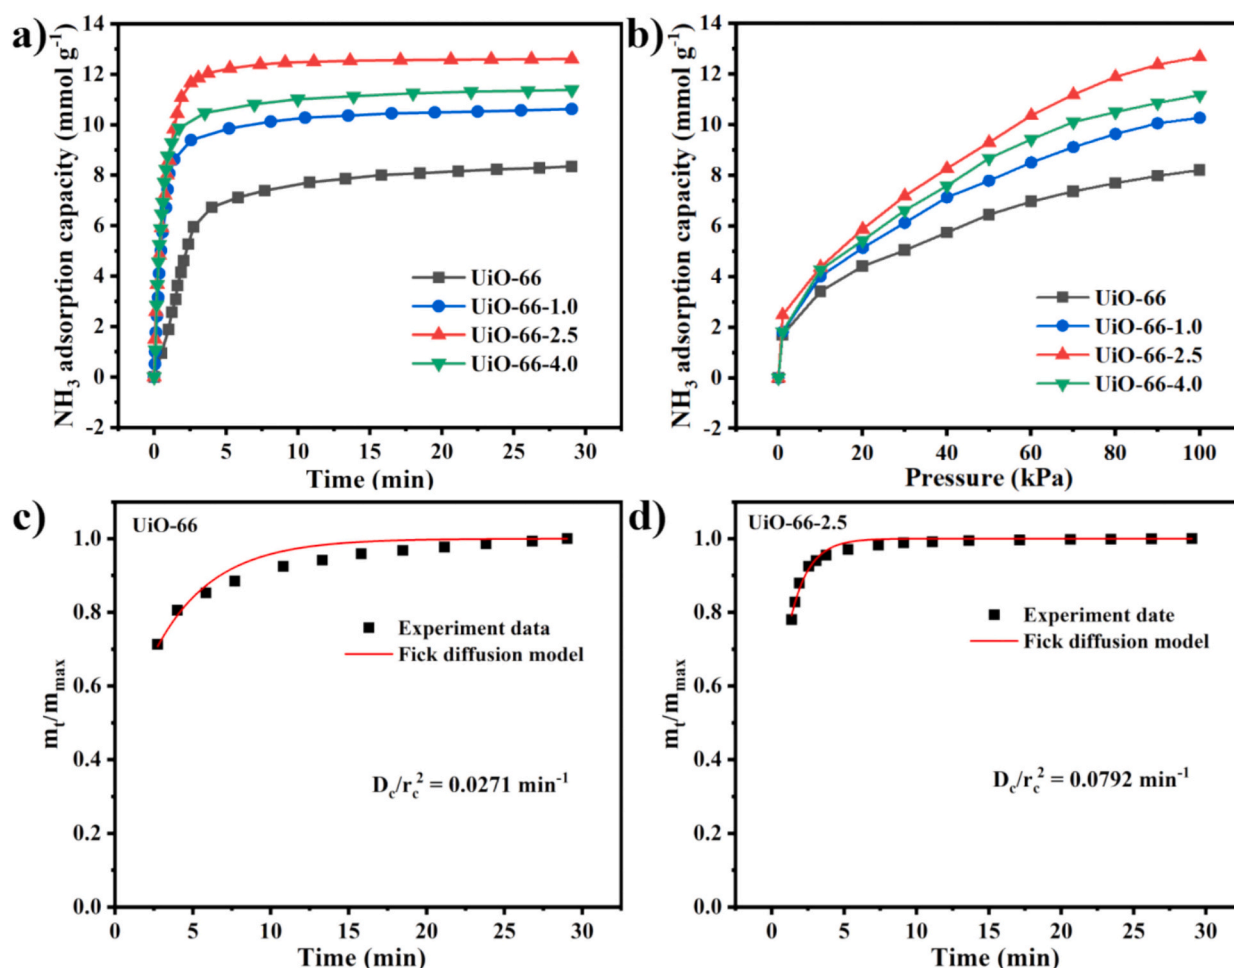 a)
NH3 adsorption capacity (mmol g-1)
14
12
10
8
6
4
2
0
-2
UiO-66
UiO-66-1.0
UiO-66-2.5
UiO-66-4.0
0 5 10 15 20 25 30
Time (min)
b)
NH3 adsorption capacity (mmol g-1)
14
12
10
8
6
4
2
0
-2
UiO-66
UiO-66-1.0
UiO-66-2.5
UiO-66-4.0
0 20 40 60 80 100
Pressure (kPa)
c)
UiO-66
mt/mmax
1.0
0.8
0.6
0.4
0.2
0.0
Experiment data
Fick diffusion model
Dc/rc2 = 0.0271 min-1
0 5 10 15 20 25 30
Time (min)
d)
UiO-66-2.5
mt/mmax
1.0
0.8
0.6
0.4
0.2
0.0
Experiment date
Fick diffusion model
Dc/rc2 = 0.0792 min-1
0 5 10 15 20 25 30
Time (min)